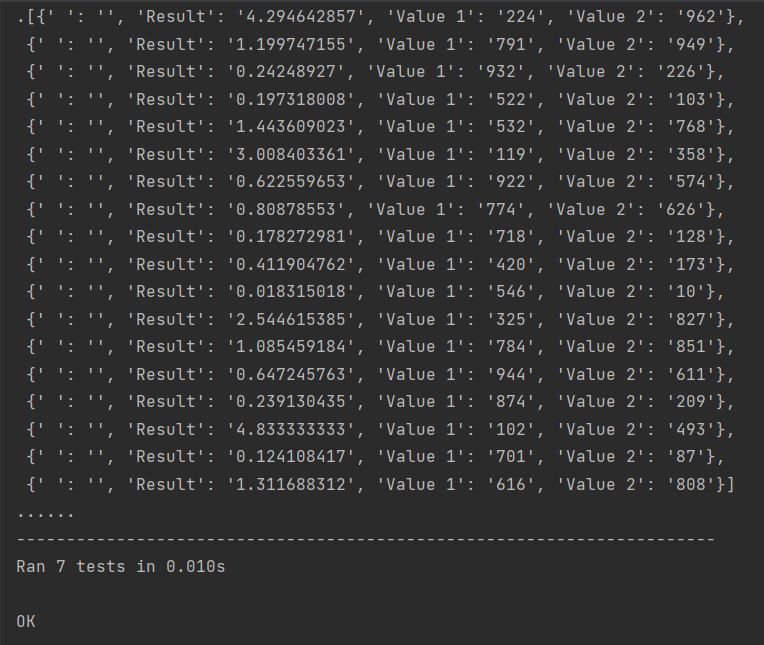 .[{' ': '', 'Result': '4.294642857', 'Value 1': '224', 'Value 2': '962'},
{' ': '', 'Result': '1.199747155', 'Value 1': '791', 'Value 2': '949'},
{' ': '', 'Result': '0.24248927', 'Value 1': '932', 'Value 2': '226'},
{' ': '', 'Result': '0.197318008', 'Value 1': '522', 'Value 2': '103'},
{' ': '', 'Result': '1.443609023', 'Value 1': '532', 'Value 2': '768'},
{' ': '', 'Result': '3.008403361', 'Value 1': '119', 'Value 2': '358'},
{' ': '', 'Result': '0.622559653', 'Value 1': '922', 'Value 2': '574'},
{' ': '', 'Result': '0.80878553', 'Value 1': '774', 'Value 2': '626'},
{' ': '', 'Result': '0.178272981', 'Value 1': '718', 'Value 2': '128'},
{' ': '', 'Result': '0.411904762', 'Value 1': '420', 'Value 2': '173'},
{' ': '', 'Result': '0.018315018', 'Value 1': '546', 'Value 2': '10'},
{' ': '', 'Result': '2.544615385', 'Value 1': '325', 'Value 2': '827'},
{' ': '', 'Result': '1.085459184', 'Value 1': '784', 'Value 2': '851'},
{' ': '', 'Result': '0.647245763', 'Value 1': '944', 'Value 2': '611'},
{' ': '', 'Result': '0.239130435', 'Value 1': '874', 'Value 2': '209'},
{' ': '', 'Result': '4.833333333', 'Value 1': '102', 'Value 2': '493'},
{' ': '', 'Result': '0.124108417', 'Value 1': '701', 'Value 2': '87'},
{' ': '', 'Result': '1.311688312', 'Value 1': '616', 'Value 2': '808'}]
......
----------------------------------------------------------------------
Ran 7 tests in 0.010s
OK